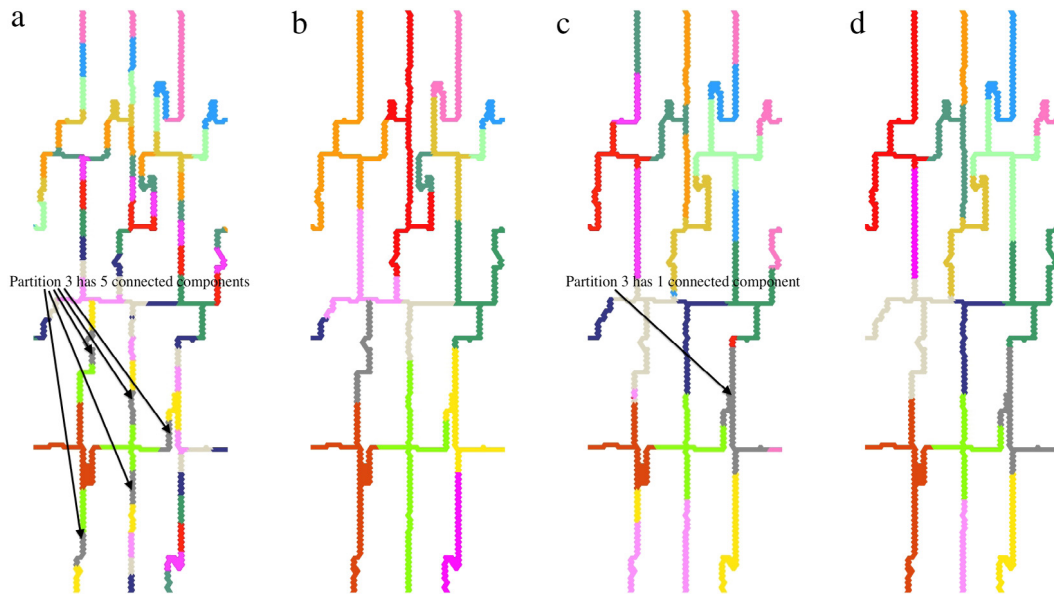 a
b
c
d
Partition 3 has 5 connected components
Partition 3 has 1 connected component